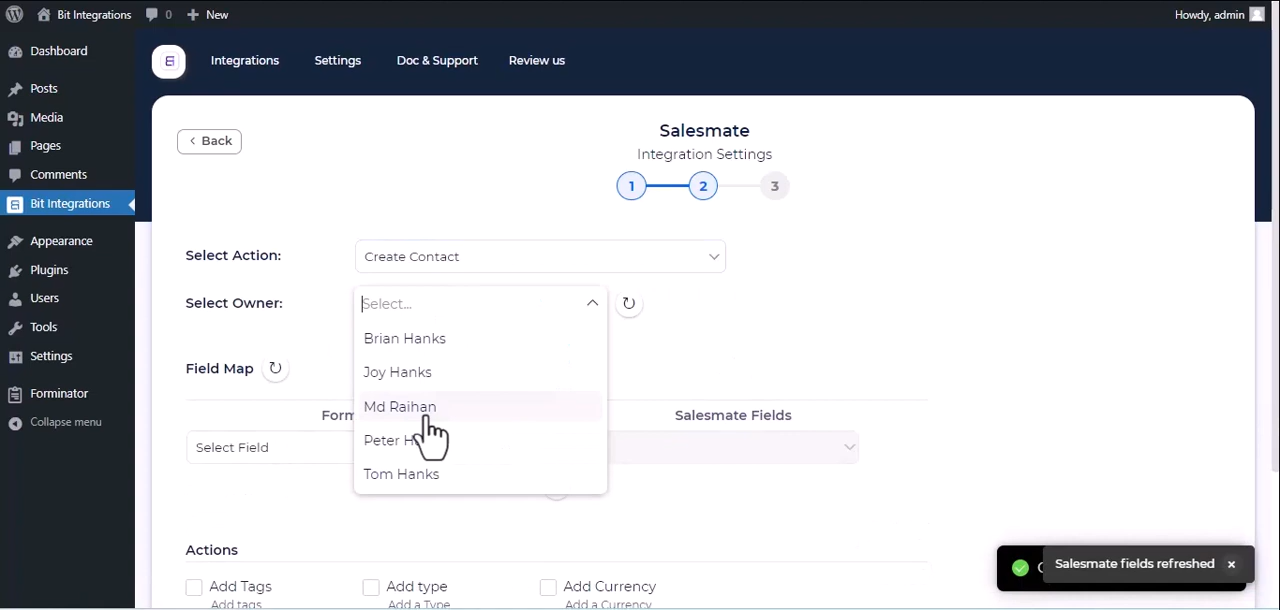 Bit Integrations 0 New Howdy, admin
Dashboard
Posts
Media
Pages
Comments
Bit Integrations
Appearance
Plugins
Users
Tools
Settings
Forminator
Collapse menu
Integrations Settings Doc & Support Review us
Back
Salesmate
Integration Settings
1 2 3
Select Action: Create Contact
Select Owner: Select...
Brian Hanks
Joy Hanks
Md Raihan
Peter
Tom Hanks
Field Map
Salesmate Fields
Select Field
Actions
Add Tags Add type Add Currency
Add tags Add a Type Add a Currency
Salesmate fields refreshed ×